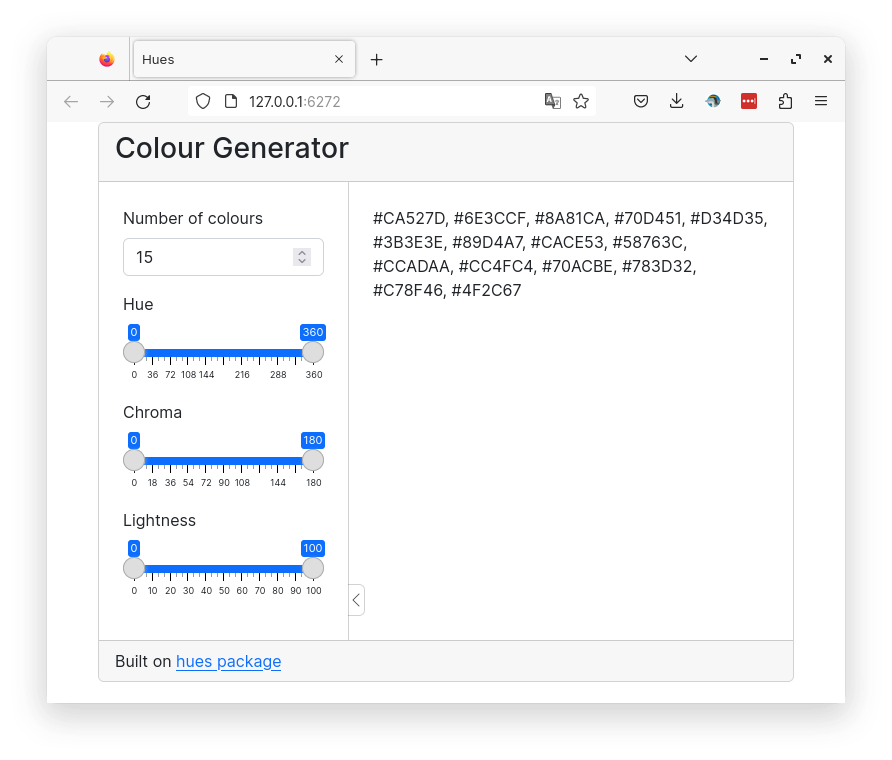 Hues
127.0.0.1:6272
Colour Generator
Number of colours
15
Hue
0 360
0 36 72 108 144 216 288 360
Chroma
0 180
0 18 36 54 72 90 108 144 180
Lightness
0 100
0 10 20 30 40 50 60 70 80 90 100
#CA527D, #6E3CCF, #8A81CA, #70D451, #D34D35,
#3B3E3E, #89D4A7, #CACE53, #58763C,
#CCADAA, #CC4FC4, #70ACBE, #783D32,
#C78F46, #4F2C67
Built on hues package